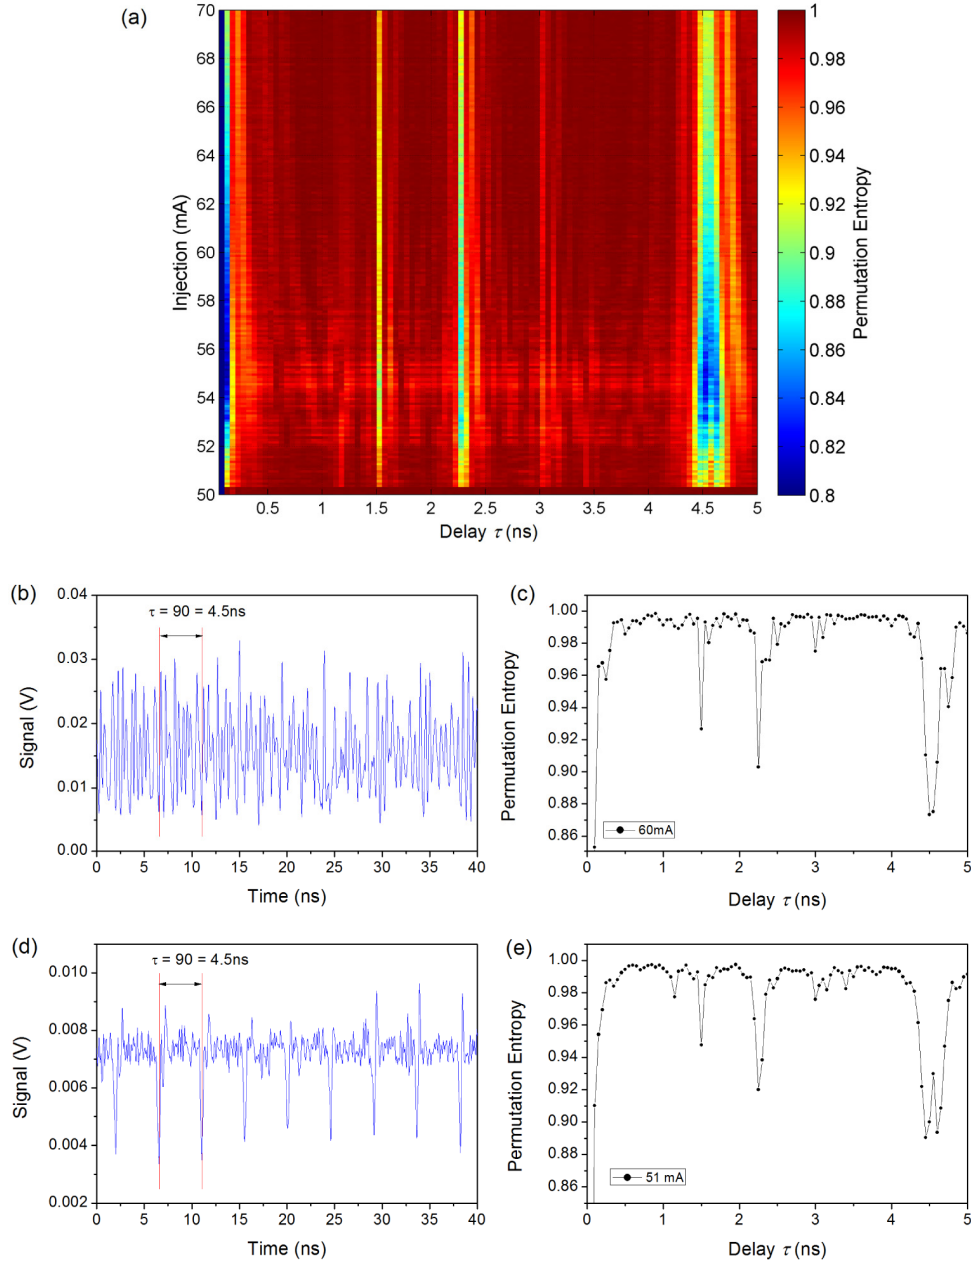 (a)
70
68
66
64
62
60
58
56
54
52
50
Injection (mA)
0.5 1 1.5 2 2.5 3 3.5 4 4.5 5
Delay τ (ns)
1
0.98
0.96
0.94
0.92
0.9
0.88
0.86
0.84
0.82
0.8
Permutation Entropy
(b)
τ = 90 = 4.5ns
0.04
0.03
0.02
0.01
0.00
Signal (V)
0 5 10 15 20 25 30 35 40
Time (ns)
(c)
1.00
0.98
0.96
0.94
0.92
0.90
0.88
0.86
Permutation Entropy
60mA
0 1 2 3 4 5
Delay τ (ns)
(d)
τ = 90 = 4.5ns
0.010
0.008
0.006
0.004
0.002
Signal (V)
0 5 10 15 20 25 30 35 40
Time (ns)
(e)
1.00
0.98
0.96
0.94
0.92
0.90
0.88
0.86
Permutation Entropy
51 mA
0 1 2 3 4 5
Delay τ (ns)